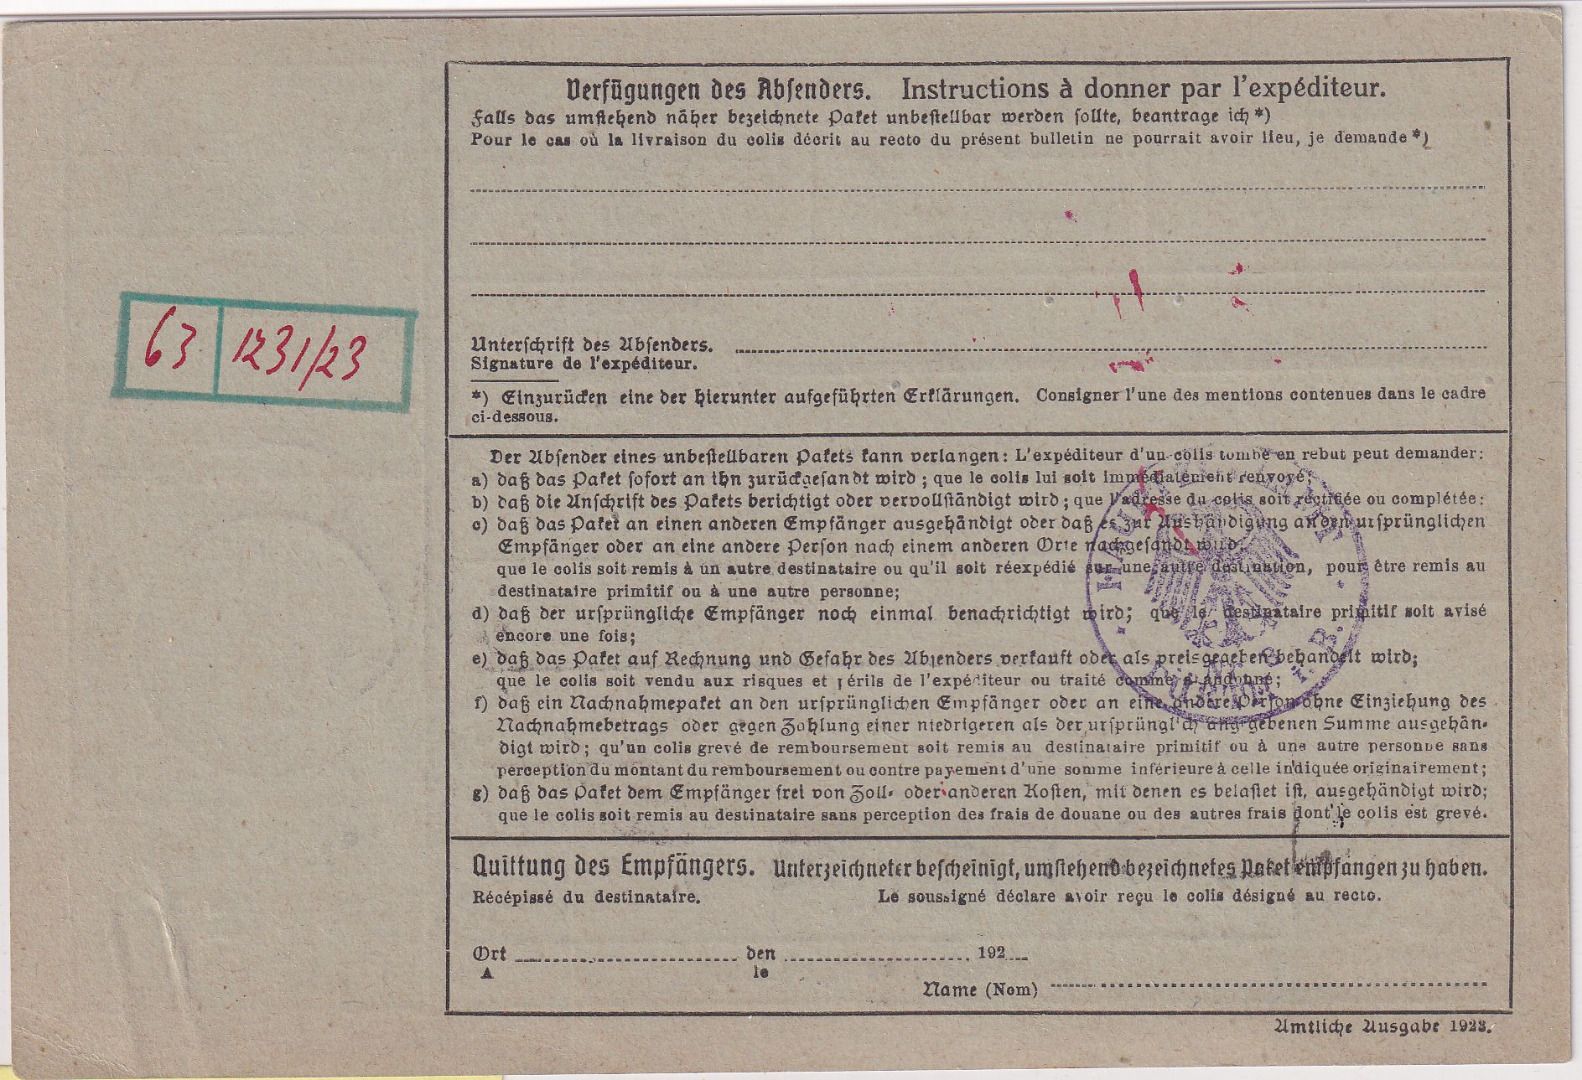 Verfügungen des Absenders. Instructions à donner par l'expéditeur.
Falls das umstehend näher bezeichnete Paket unbestellbar werden sollte, beantrage ich *)
Pour le cas où la livraison du colis décrit au recto du présent bulletin ne pourrait avoir lieu, je demande *)
63 1231/23
Unterschrift des Absenders.
Signature de l'expéditeur.
*) Einzurücken eine der hierunter aufgeführten Erklärungen. Consigner l'une des mentions contenues dans le cadre
ci-dessous.
Der Absender eines unbestellbaren Pakets kann verlangen: L'expéditeur d'un colis tombé en rebut peut demander:
a) daß das Paket sofort an ihn zurückgesandt wird; que le colis lui soit immédiatement renvoyé;
b) daß die Anschrift des Pakets berichtigt oder vervollständigt wird; que l'adresse du colis soit rectifiée ou complétée:
c) daß das Paket an einen anderen Empfänger ausgehändigt oder daß es zur Aushändigung an den ursprünglichen
Empfänger oder an eine andere Person nach einem anderen Orte nachgesandt wird;
que le colis soit remis à un autre destinataire ou qu'il soit réexpédié sur une autre destination, pour être remis au
destinataire primitif ou à une autre personne;
d) daß der ursprüngliche Empfänger noch einmal benachrichtigt wird; que le destinataire primitif soit avisé
encore une fois;
e) daß das Paket auf Rechnung und Gefahr des Absenders verkauft oder als preisgegeben behandelt wird;
que le colis soit vendu aux risques et périls de l'expéditeur ou traité comme abandonné;
f) daß ein Nachnahmepaket an den ursprünglichen Empfänger oder an eine andere Person ohne Einziehung des
Nachnahmebetrags oder gegen Zahlung einer niedrigeren als der ursprünglich angegebenen Summe ausgehän-
digt wird; qu'un colis grevé de remboursement soit remis au destinataire primitif ou à une autre personne sans
perception du montant du remboursement ou contre payement d'une somme inférieure à celle indiquée originairement;
g) daß das Paket dem Empfänger frei von Zoll- oder anderen Kosten, mit denen es belastet ist, ausgehändigt wird;
que le colis soit remis au destinataire sans perception des frais de douane ou des autres frais dont le colis est grevé.
Quittung des Empfängers. Unterzeichneter bescheinigt, umstehend bezeichnetes Paket empfangen zu haben.
Récépissé du destinataire. Le soussigné déclare avoir reçu le colis désigné au recto.
Ort den 192
A le
Name (Nom)
Amtliche Ausgabe 1923.